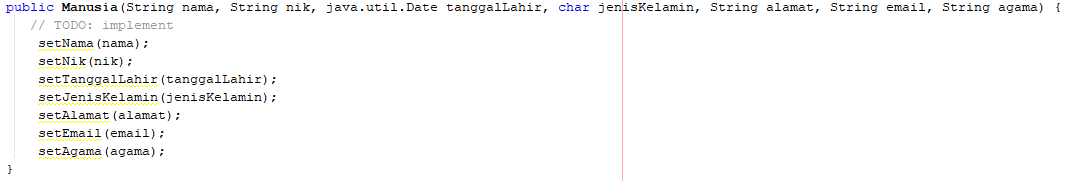 public Manusia(String nama, String nik, java.util.Date tanggalLahir, char jenisKelamin, String alamat, String email, String agama) {
// TODO: implement
setNama(nama);
setNik(nik);
setTanggalLahir(tanggalLahir);
setJenisKelamin(jenisKelamin);
setAlamat(alamat);
setEmail(email);
setAgama(agama);
}